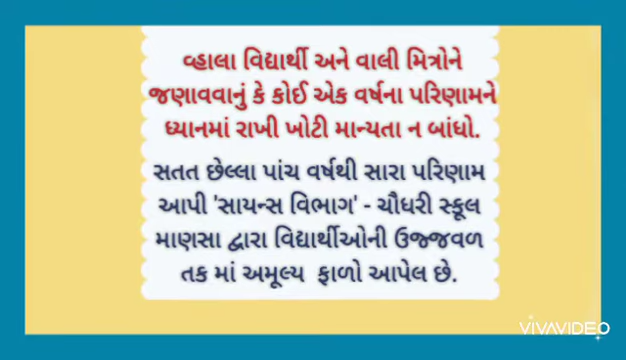 વ્હાલા વિદ્યાર્થી અને વાલી મિત્રોને
જણાવવાનું કે કોઈ એક વર્ષના પરિણામને
ધ્યાનમાં રાખી ખોટી માન્યતા ન બાંધો.
સતત છેલ્લા પાંચ વર્ષથી સારા પરિણામ
આપી 'સાયન્સ વિભાગ' - ચૌધરી સ્કૂલ
માણસા દ્વારા વિદ્યાર્થીઓની ઉજ્જવળ
તક માં અમૂલ્ય ફાળો આપેલ છે.
VIVAVIDEO